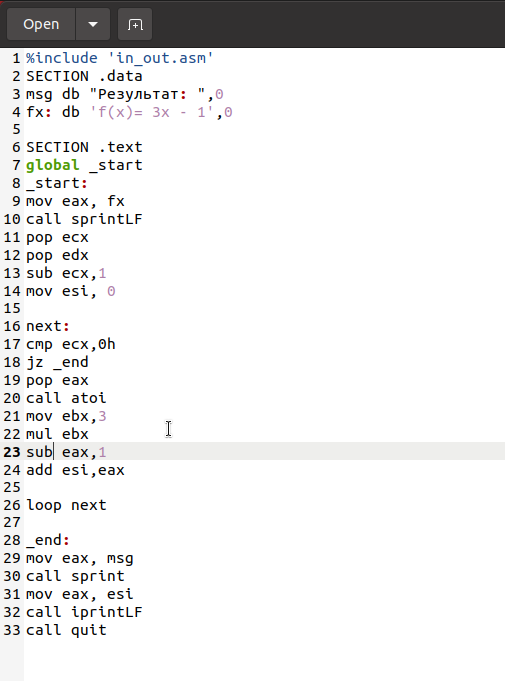 Open
1 %include 'in_out.asm'
2 SECTION .data
3 msg db "Результат: ",0
4 fx: db 'f(x)= 3x - 1',0
5
6 SECTION .text
7 global _start
8 _start:
9 mov eax, fx
10 call sprintLF
11 pop ecx
12 pop edx
13 sub ecx,1
14 mov esi, 0
15
16 next:
17 cmp ecx,0h
18 jz _end
19 pop eax
20 call atoi
21 mov ebx,3
22 mul ebx
23 sub eax,1
24 add esi,eax
25
26 loop next
27
28 _end:
29 mov eax, msg
30 call sprint
31 mov eax, esi
32 call iprintLF
33 call quit